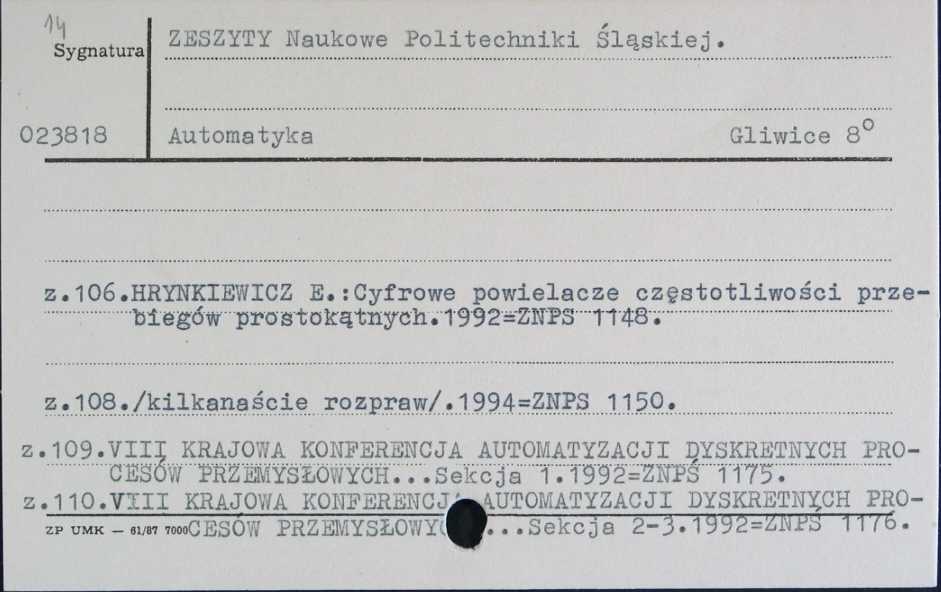 14
Sygnatura
ZESZYTY Naukowe Politechniki Śląskiej.
023818
Automatyka Gliwice 8°
z.106.HRYNKIEWICZ E.:Cyfrowe powielacze częstotliwości prze-
biegów prostokątnych.1992=ZNPS 1148.
z.108./kilkanaście rozpraw/.1994=ZNPS 1150.
z.109.VIII KRAJOWA KONFERENCJA AUTOMATYZACJI DYSKRETNYCH PRO-
CESÓW PRZEMYSŁOWYCH...Sekcja 1.1992=ZNPS 1175.
z.110.VIII KRAJOWA KONFERENCJA AUTOMATYZACJI DYSKRETNYCH PRO-
ZP UMK — 61/87 7000 CESÓW PRZEMYSŁOWYCH...Sekcja 2-3.1992=ZNPS 1176.